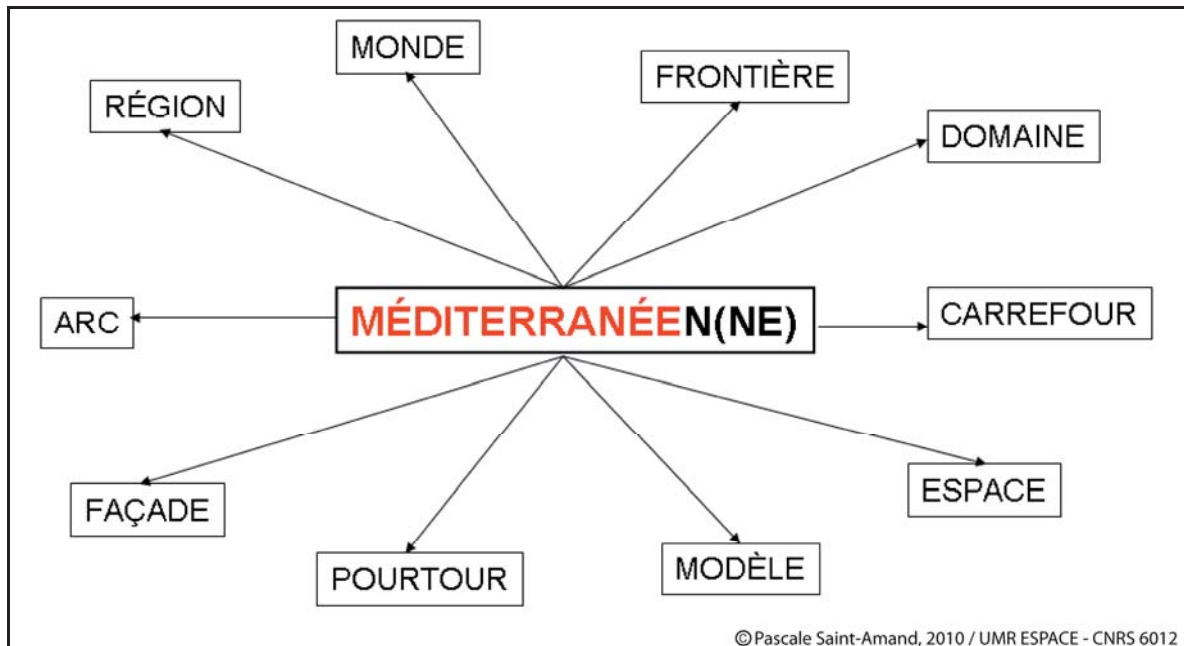 MONDE
FRONTIÈRE
RÉGION
DOMAINE
MÉDITERRANÉEN(NE)
ARC
CARREFOUR
FAÇADE
ESPACE
POURTOUR
MODÈLE
© Pascale Saint-Amand, 2010 / UMR ESPACE - CNRS 6012